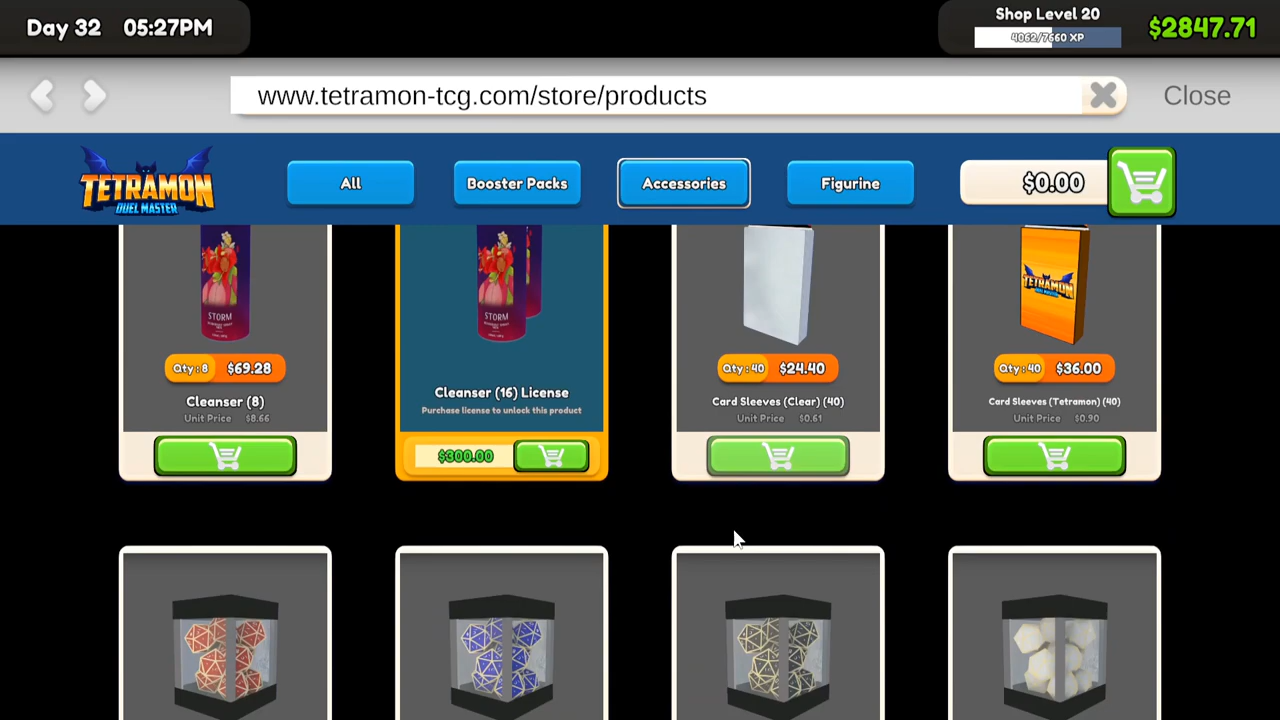 Day 32 05:27PM
Shop Level 20
4062/7660 XP
$2847.71
www.tetramon-tcg.com/store/products
Close
TETRAMON
DUEL MASTER
All
Booster Packs
Accessories
Figurine
$0.00
STORM
STORM
TETRAMON
Qty : 8 $69.28
Cleanser (8)
Unit Price $8.66
Cleanser (16) License
Purchase license to unlock this product
$300.00
Qty : 40 $24.40
Card Sleeves (Clear) (40)
Unit Price $0.61
Qty : 40 $36.00
Card Sleeves (Tetramon) (40)
Unit Price $0.90